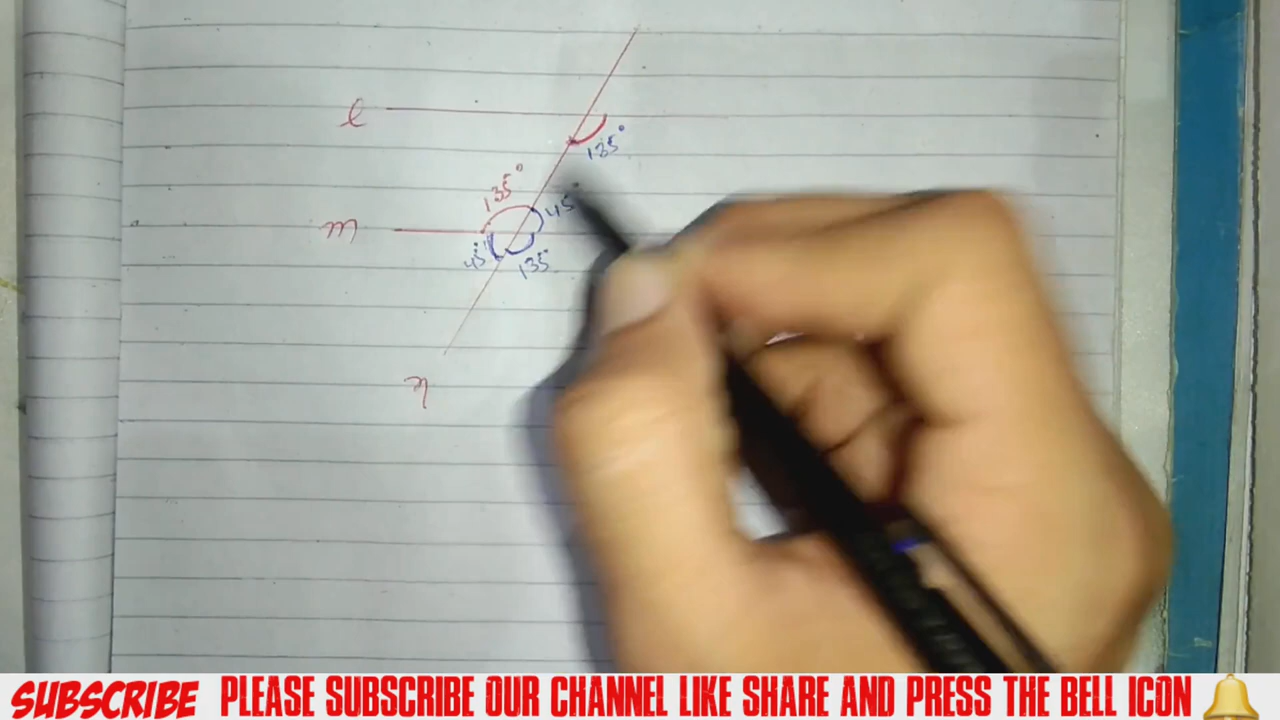 l
135°
135°
45°
m
45°
135°
n
SUBSCRIBE PLEASE SUBSCRIBE OUR CHANNEL LIKE SHARE AND PRESS THE BELL ICON